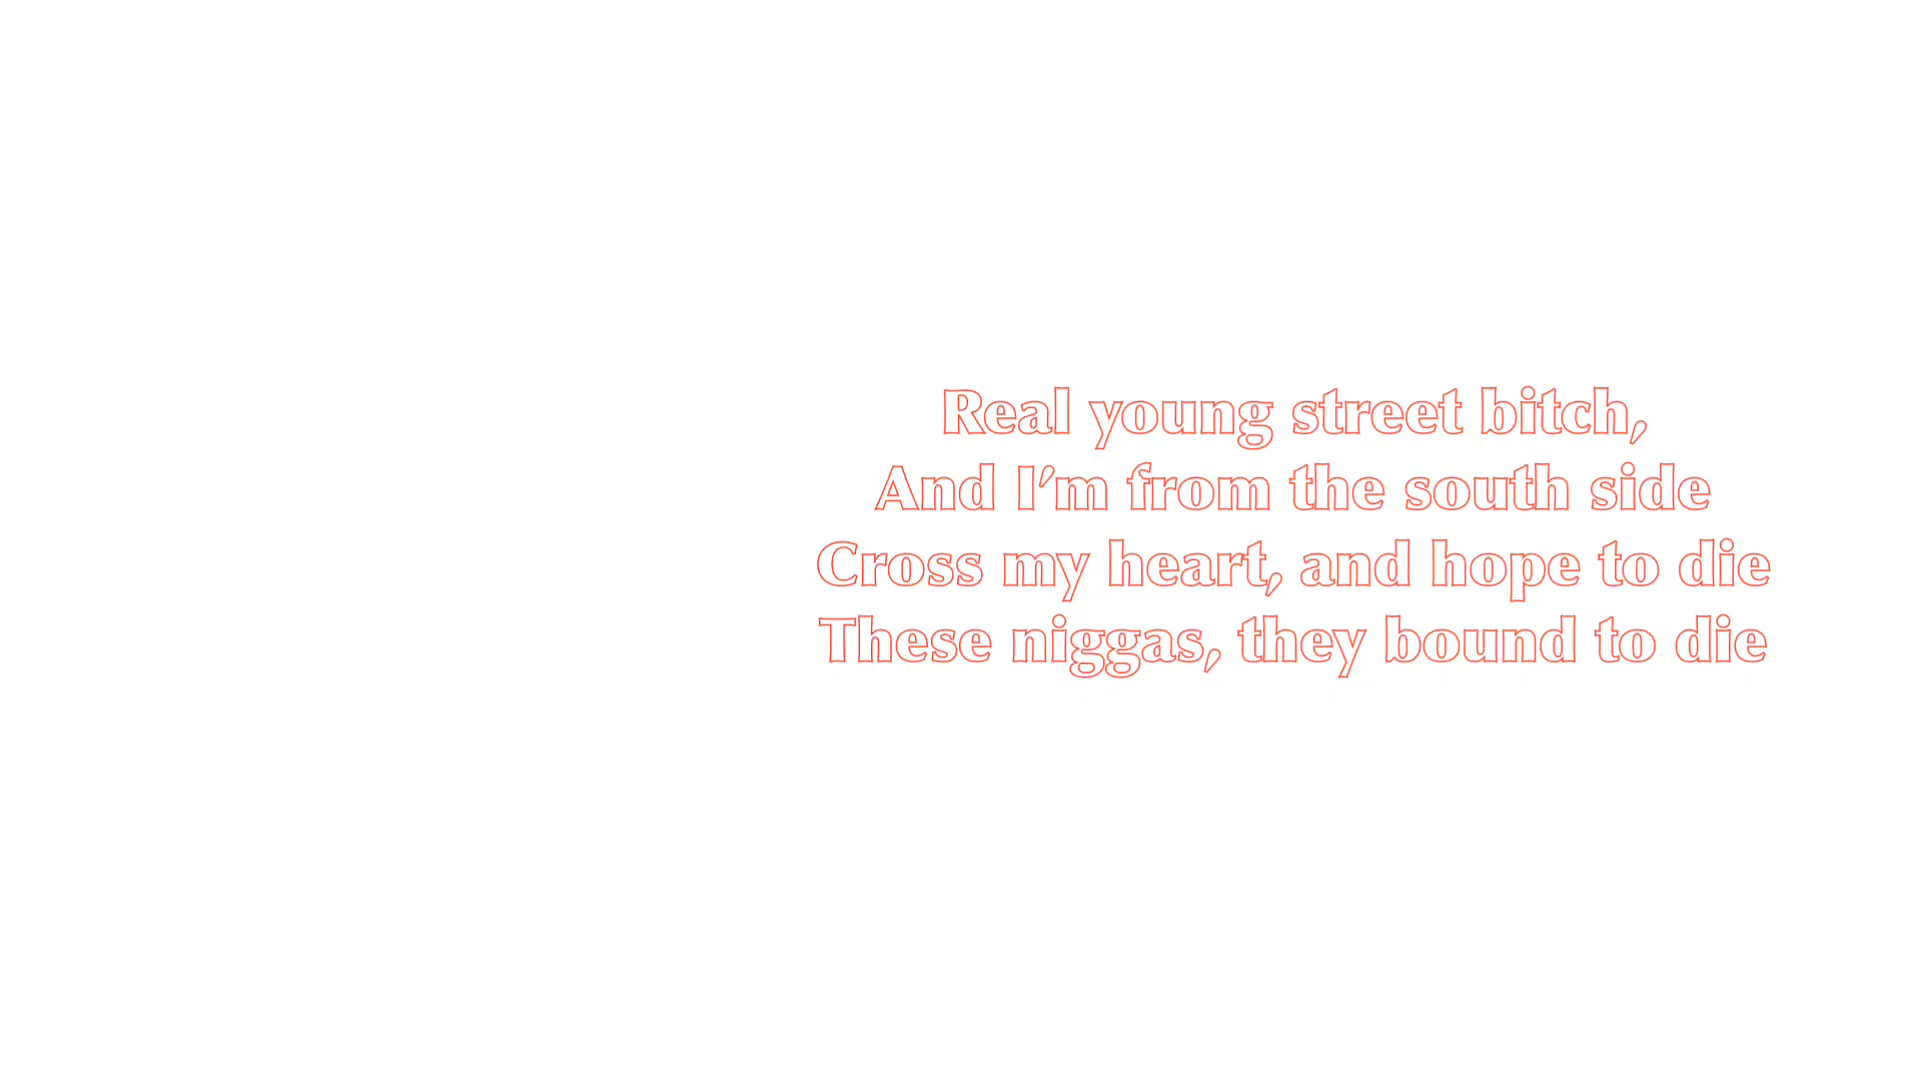 Real young street bitch,
And I'm from the south side
Cross my heart, and hope to die
These niggas, they bound to die